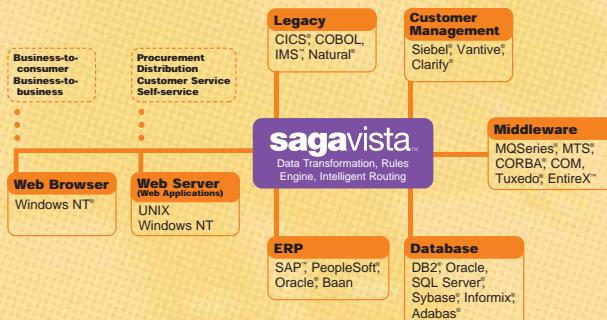 Business-to-
consumer
Business-to-
business
Procurement
Distribution
Customer Service
Self-service
Legacy
CICS®, COBOL,
IMS™, Natural®
Customer
Management
Siebel®, Vantive®,
Clarify®
sagavista™
Data Transformation, Rules
Engine, Intelligent Routing
Middleware
MQSeries®, MTS®,
CORBA®, COM,
Tuxedo®, EntireX™
Web Browser
Windows NT®
Web Server
(Web Applications)
UNIX
Windows NT
ERP
SAP™, PeopleSoft®,
Oracle®, Baan
Database
DB2®, Oracle,
SQL Server®,
Sybase®, Informix®,
Adabas®